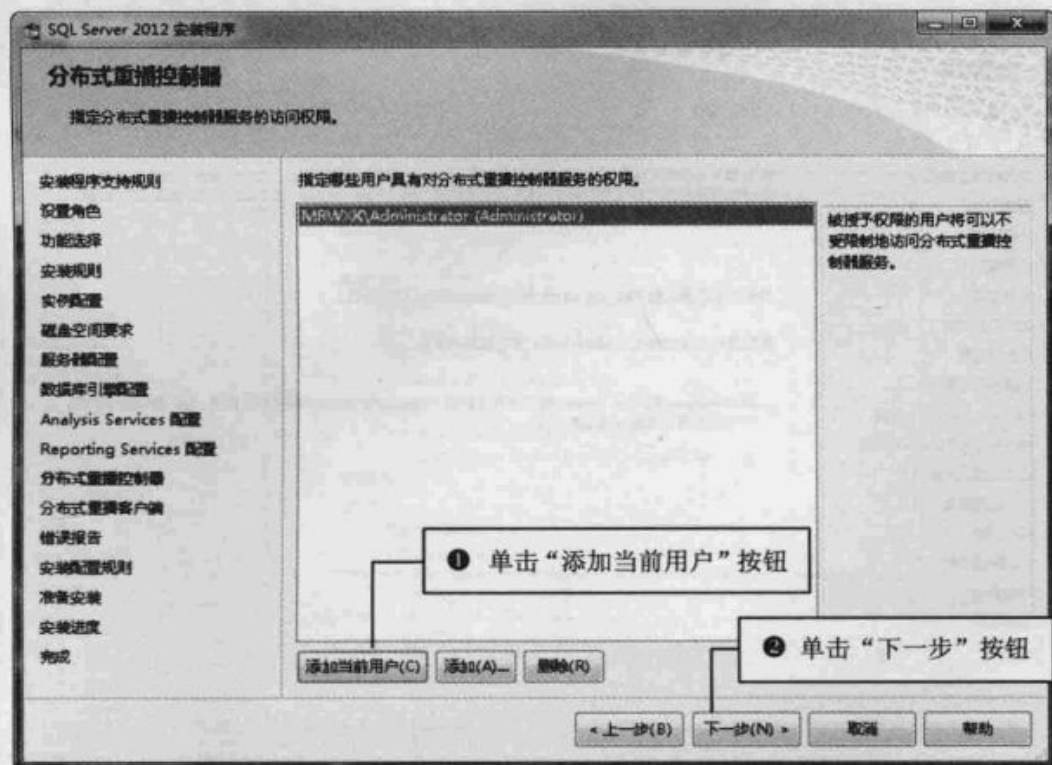 SQL Server 2012 安装程序
分布式重播控制器
指定分布式重播控制器服务的访问权限。
安装程序支持规则
设置角色
功能选择
安装规则
实例配置
磁盘空间要求
服务器配置
数据库引擎配置
Analysis Services 配置
Reporting Services 配置
分布式重播控制器
分布式重播客户端
错误报告
安装配置规则
准备安装
安装进度
完成
指定哪些用户具有对分布式重播控制器服务的权限。
MRWXK\Administrator (Administrator)
被授予权限的用户将可以不
受限制地访问分布式重播控
制器服务。
❶ 单击“添加当前用户”按钮
❷ 单击“下一步”按钮
添加当前用户(C) 添加(A)... 删除(R)
< 上一步(B) 下一步(N) > 取消 帮助